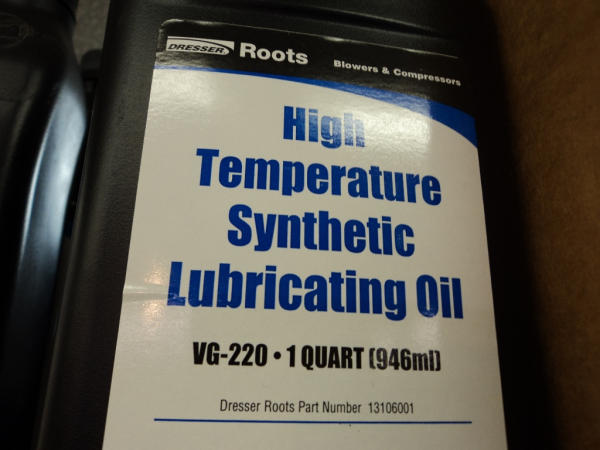 DRESSER Roots Blowers & Compressors
High
Temperature
Synthetic
Lubricating Oil
VG-220 • 1 QUART (946ml)
Dresser Roots Part Number 13106001